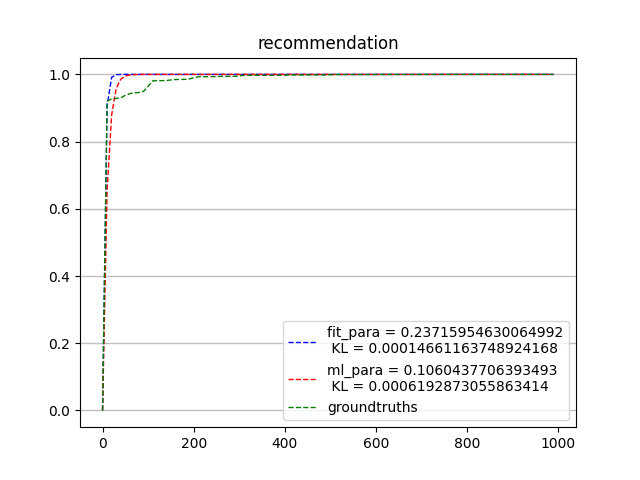 recommendation
1.0
0.8
0.6
0.4
0.2
0.0
fit_para = 0.23715954630064992
KL = 0.00014661163748924168
ml_para = 0.1060437706393493
KL = 0.0006192873055863414
groundtruths
0 200 400 600 800 1000